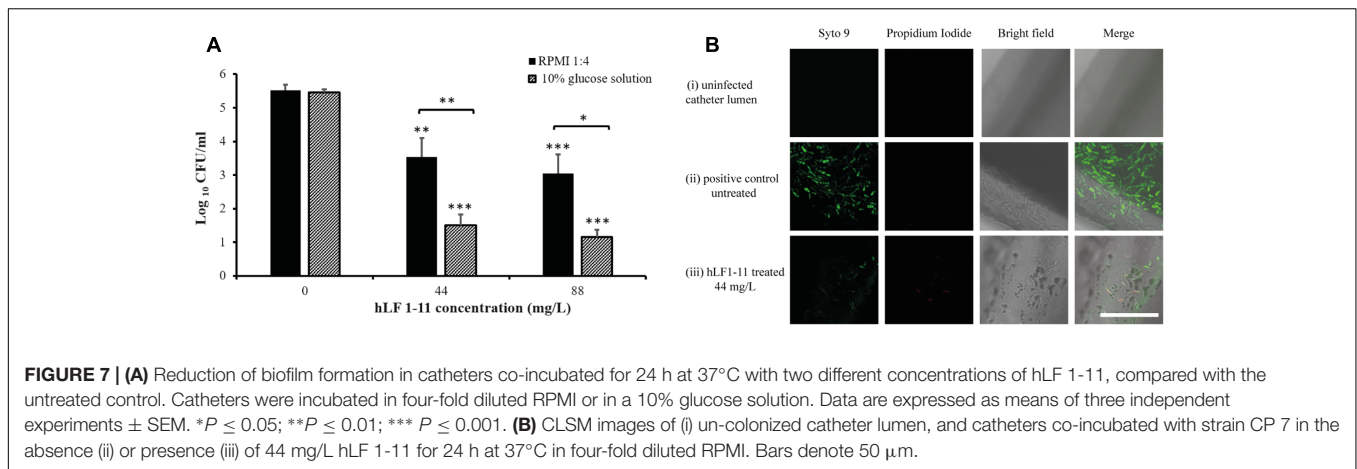 A
RPMI 1:4
10% glucose solution
Log 10 CFU/ml
6
5
4
3
2
1
0
** ** *** * *** ***
0 44 88
hLF 1-11 concentration (mg/L)
B
Syto 9 Propidium Iodide Bright field Merge
(i) uninfected
catheter lumen
(ii) positive control
untreated
(iii) hLF1-11 treated
44 mg/L
FIGURE 7 | (A) Reduction of biofilm formation in catheters co-incubated for 24 h at 37°C with two different concentrations of hLF 1-11, compared with the
untreated control. Catheters were incubated in four-fold diluted RPMI or in a 10% glucose solution. Data are expressed as means of three independent
experiments ± SEM. *P ≤ 0.05; **P ≤ 0.01; *** P ≤ 0.001. (B) CLSM images of (i) un-colonized catheter lumen, and catheters co-incubated with strain CP 7 in the
absence (ii) or presence (iii) of 44 mg/L hLF 1-11 for 24 h at 37°C in four-fold diluted RPMI. Bars denote 50 μm.